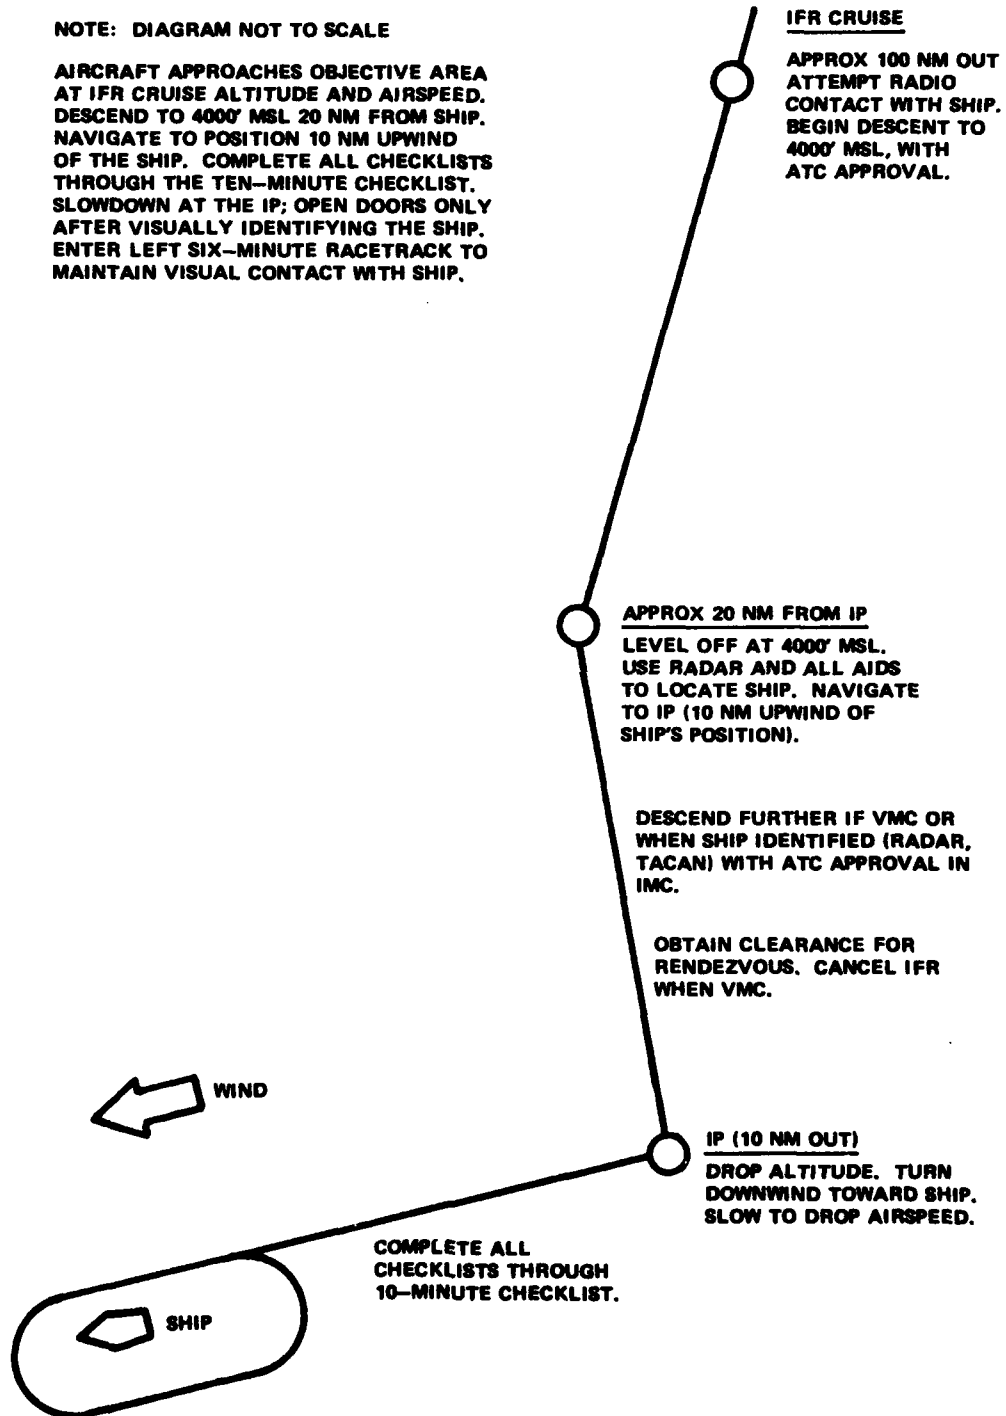 NOTE: DIAGRAM NOT TO SCALE
AIRCRAFT APPROACHES OBJECTIVE AREA
AT IFR CRUISE ALTITUDE AND AIRSPEED.
DESCEND TO 4000' MSL 20 NM FROM SHIP.
NAVIGATE TO POSITION 10 NM UPWIND
OF THE SHIP. COMPLETE ALL CHECKLISTS
THROUGH THE TEN–MINUTE CHECKLIST.
SLOWDOWN AT THE IP; OPEN DOORS ONLY
AFTER VISUALLY IDENTIFYING THE SHIP.
ENTER LEFT SIX–MINUTE RACETRACK TO
MAINTAIN VISUAL CONTACT WITH SHIP.
IFR CRUISE
APPROX 100 NM OUT
ATTEMPT RADIO
CONTACT WITH SHIP.
BEGIN DESCENT TO
4000' MSL, WITH
ATC APPROVAL.
APPROX 20 NM FROM IP
LEVEL OFF AT 4000' MSL.
USE RADAR AND ALL AIDS
TO LOCATE SHIP. NAVIGATE
TO IP (10 NM UPWIND OF
SHIP'S POSITION).
DESCEND FURTHER IF VMC OR
WHEN SHIP IDENTIFIED (RADAR,
TACAN) WITH ATC APPROVAL IN
IMC.
OBTAIN CLEARANCE FOR
RENDEZVOUS. CANCEL IFR
WHEN VMC.
WIND
IP (10 NM OUT)
DROP ALTITUDE. TURN
DOWNWIND TOWARD SHIP.
SLOW TO DROP AIRSPEED.
COMPLETE ALL
CHECKLISTS THROUGH
10–MINUTE CHECKLIST.
SHIP